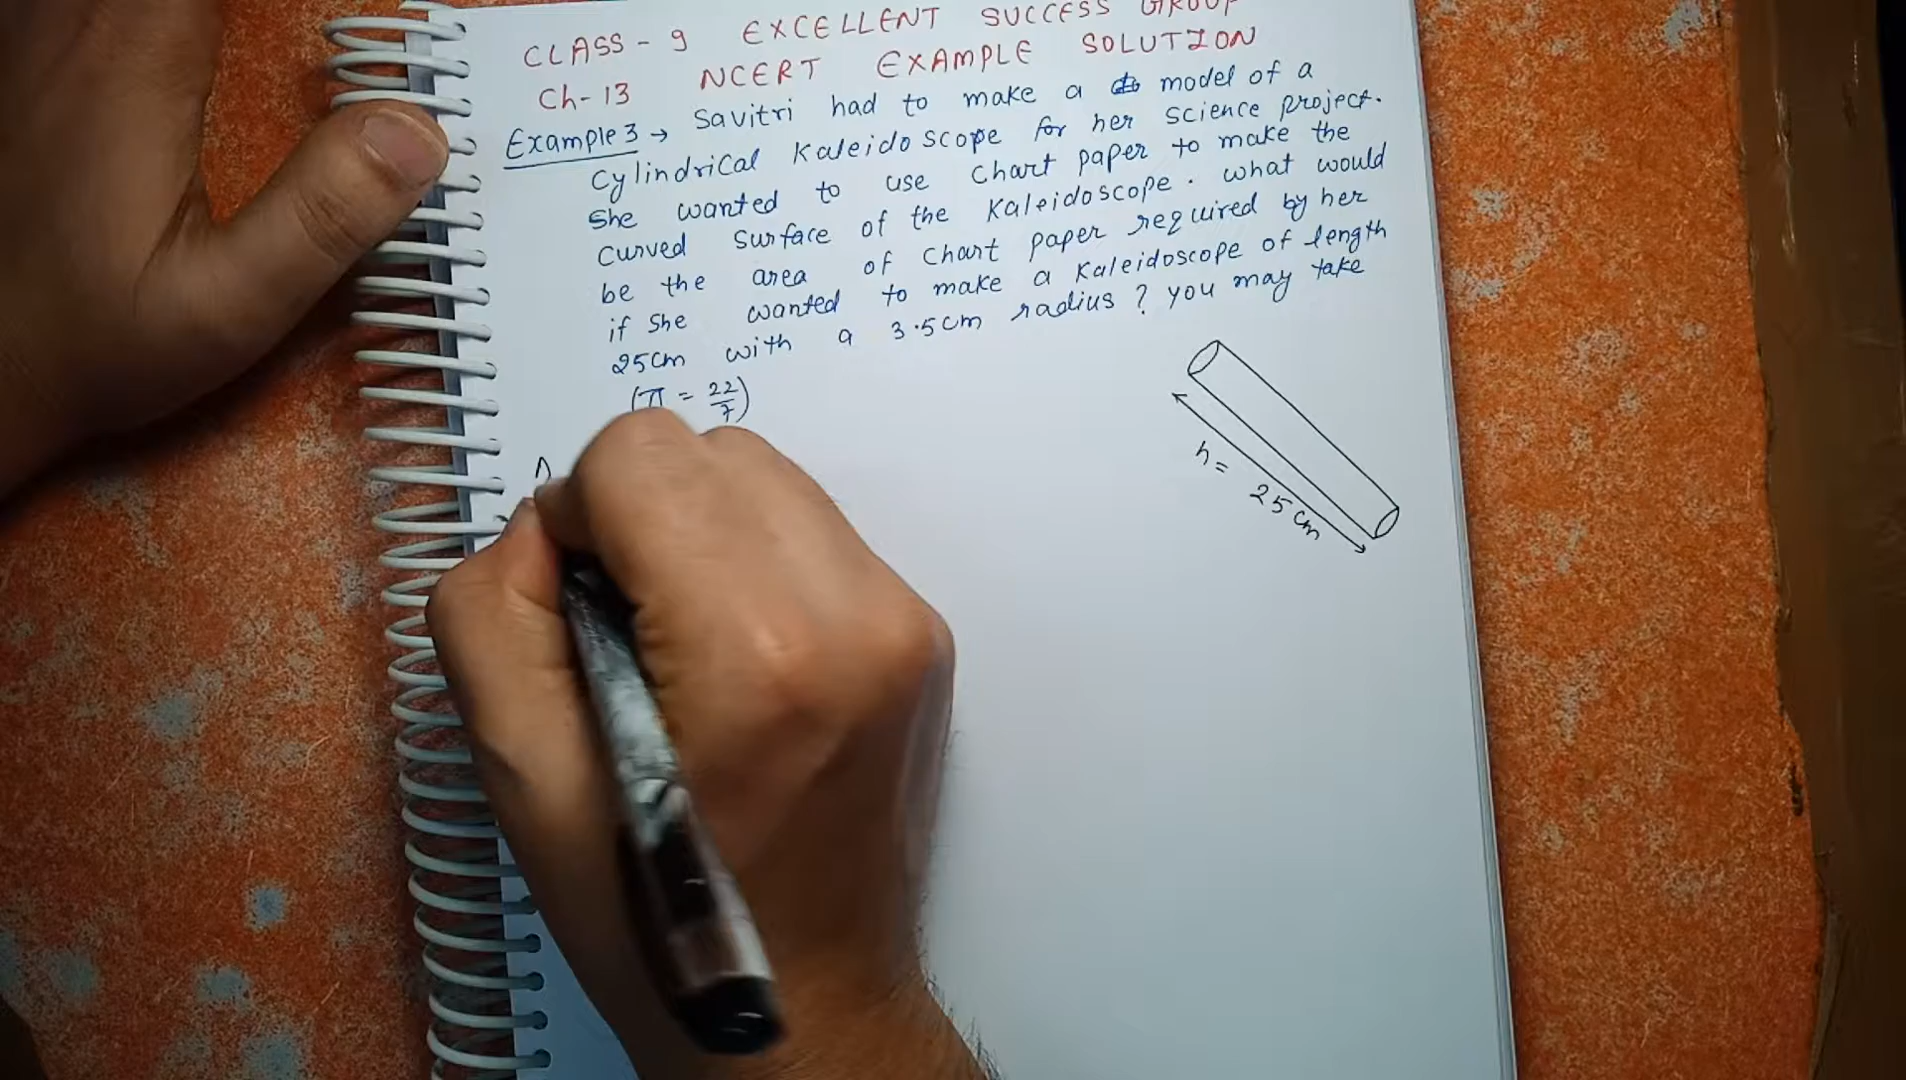 CLASS - 9 EXCELLENT SUCCESS GROUP
Ch-13 NCERT EXAMPLE SOLUTION
Example 3 → Savitri had to make a model of a
Cylindrical Kaleidoscope for her science project.
She wanted to use chart paper to make the
curved surface of the Kaleidoscope. what would
be the area of chart paper required by her
if she wanted to make a Kaleidoscope of length
25cm with a 3.5cm radius? you may take
(π = 22/7)
h = 25cm